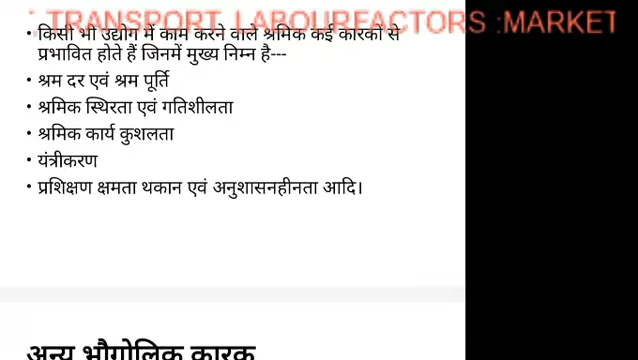 TRANSPORT LABOUREACTORS :MARKET
• किसी भी उद्योग में काम करने वाले श्रमिक कई कारकों से
प्रभावित होते हैं जिनमें मुख्य निम्न है---
• श्रम दर एवं श्रम पूर्ति
• श्रमिक स्थिरता एवं गतिशीलता
• श्रमिक कार्य कुशलता
• यंत्रीकरण
• प्रशिक्षण क्षमता थकान एवं अनुशासनहीनता आदि।
अन्य भौगोलिक कारक